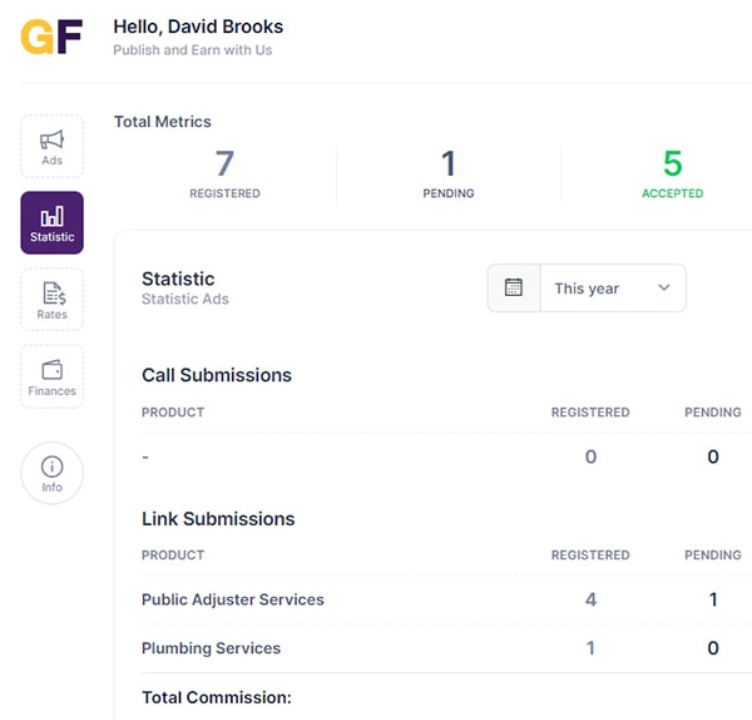 GF
Hello, David Brooks
Publish and Earn with Us
Ads
Statistic
Rates
Finances
Info
Total Metrics
7 1 5
REGISTERED PENDING ACCEPTED
Statistic
Statistic Ads
This year
Call Submissions
PRODUCT REGISTERED PENDING
- 0 0
Link Submissions
PRODUCT REGISTERED PENDING
Public Adjuster Services 4 1
Plumbing Services 1 0
Total Commission: